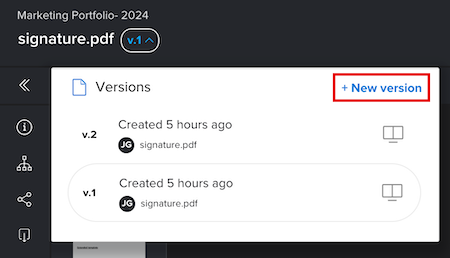 Marketing Portfolio- 2024
signature.pdf v.1
Versions + New version
v.2 Created 5 hours ago
JG signature.pdf
v.1 Created 5 hours ago
JG signature.pdf